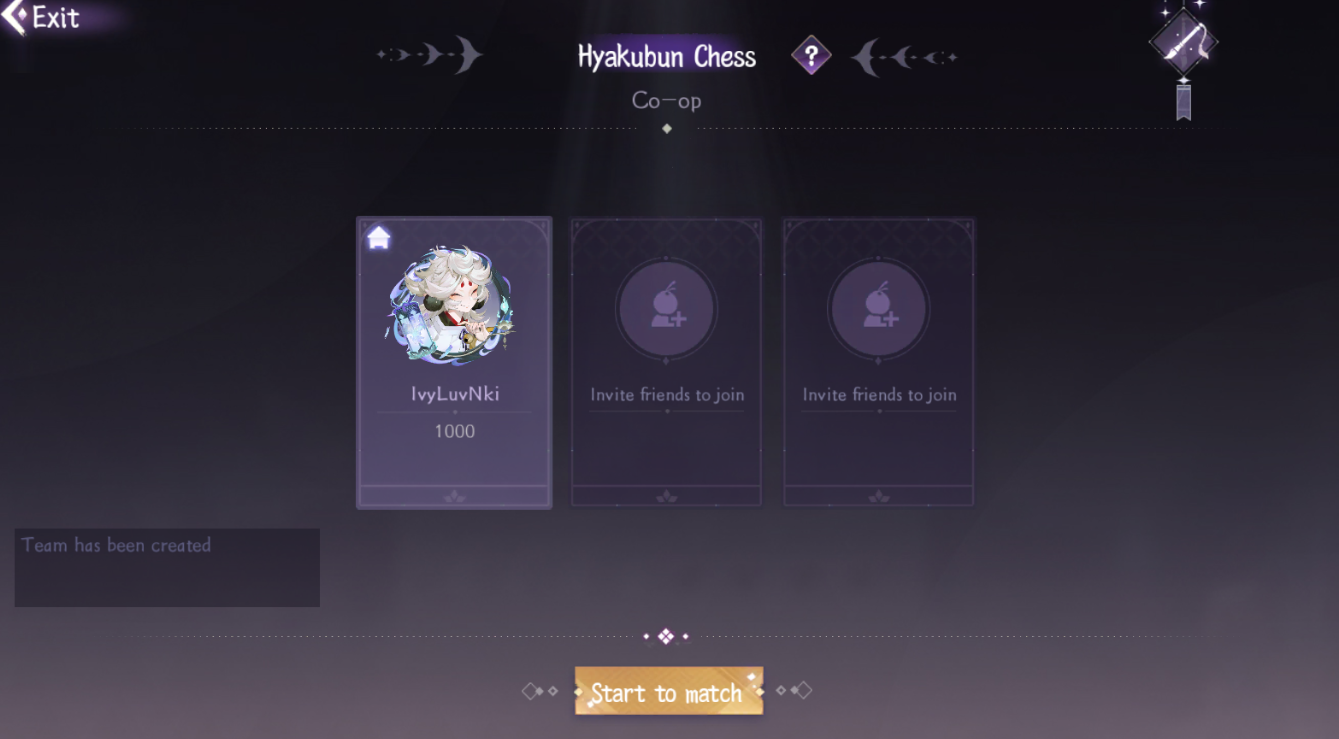 Exit
Hyakubun Chess
?
Co-op
IvyLuvNki
1000
Invite friends to join
Invite friends to join
Team has been created
Start to match